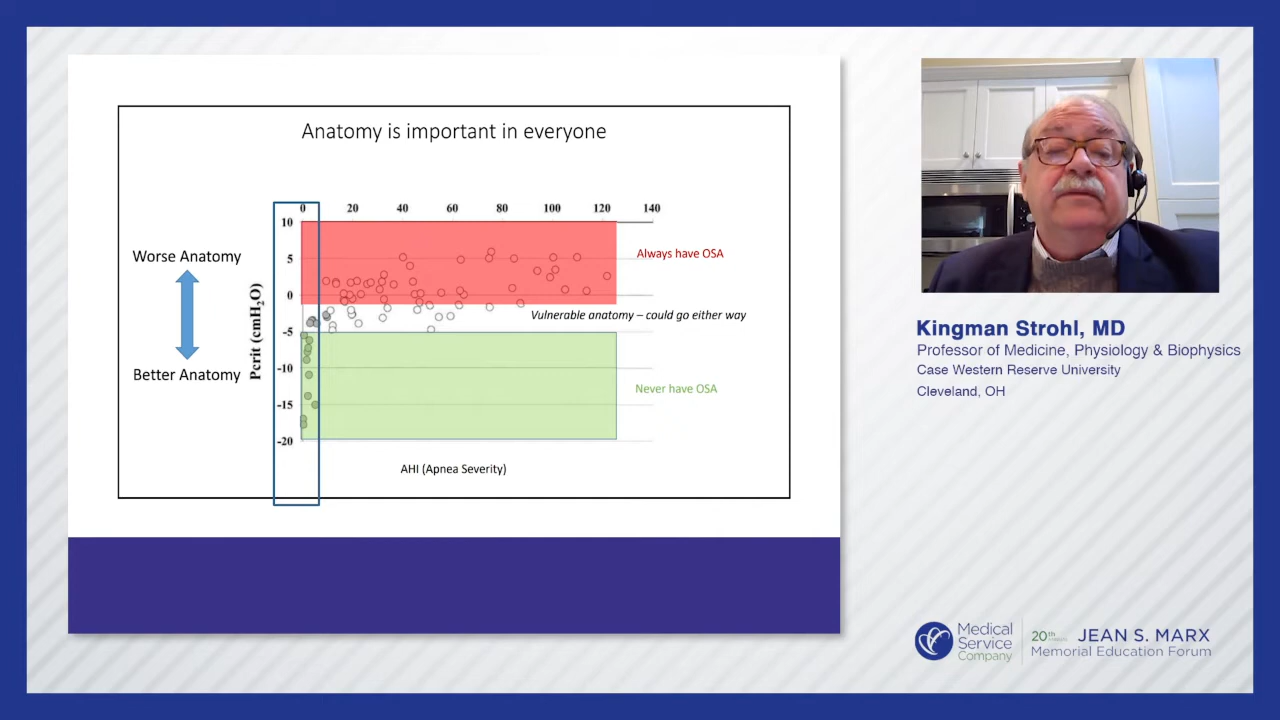 Anatomy is important in everyone
0 20 40 60 80 100 120 140
10
5
0
-5
-10
-15
-20
Pcrit (cmH2O)
Worse Anatomy
Better Anatomy
Always have OSA
Vulnerable anatomy – could go either way
Never have OSA
AHI (Apnea Severity)
Kingman Strohl, MD
Professor of Medicine, Physiology & Biophysics
Case Western Reserve University
Cleveland, OH
Medical
Service
Company
20th
JEAN S. MARX
Memorial Education Forum